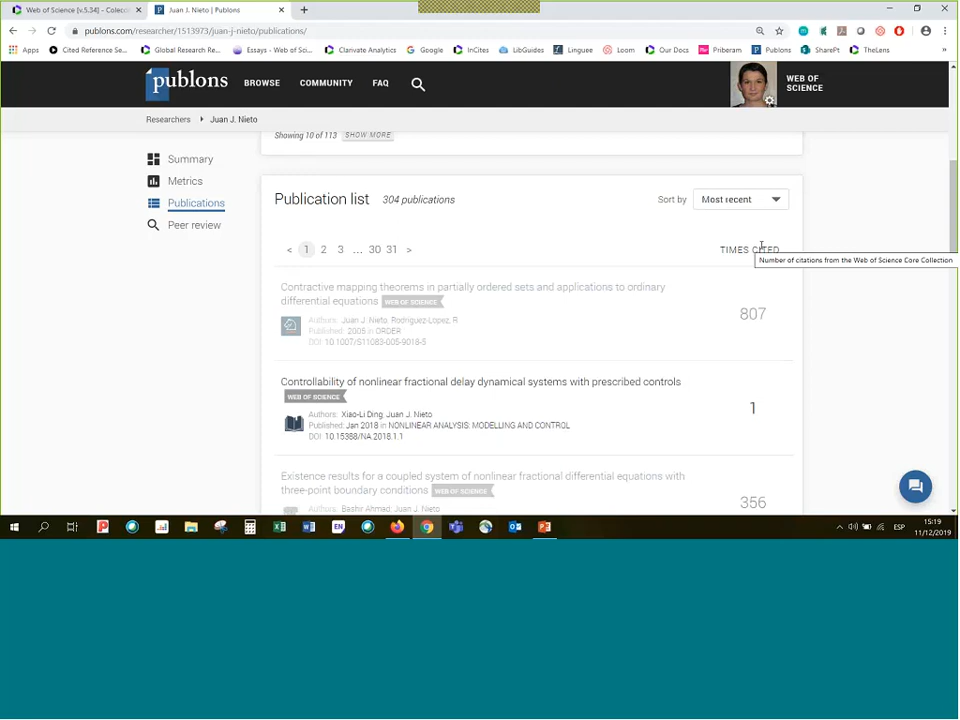 Web of Science [v.5.34] - Colecc
Juan J. Nieto | Publons
publons.com/researcher/1513973/juan-j-nieto/publications/
Apps Cited Reference Se... Global Research Re... Essays - Web of Sci... Clarivate Analytics Google InCites LibGuides Linguee Loom Our Docs Priberam Publons SharePt TheLens »
publons BROWSE COMMUNITY FAQ
WEB OF
SCIENCE
Researchers Juan J. Nieto
Showing 10 of 113 SHOW MORE
Summary
Metrics
Publications
Peer review
Publication list 304 publications Sort by Most recent
< 1 2 3 ... 30 31 > TIMES CITED
Number of citations from the Web of Science Core Collection
Contractive mapping theorems in partially ordered sets and applications to ordinary
differential equations WEB OF SCIENCE
807
Authors: Juan J. Nieto, Rodriguez-Lopez, R
Published: 2005 in ORDER
DOI: 10.1007/S11083-005-9018-5
Controllability of nonlinear fractional delay dynamical systems with prescribed controls
WEB OF SCIENCE
1
Authors: Xiao-Li Ding, Juan J. Nieto
Published: Jan 2018 in NONLINEAR ANALYSIS: MODELLING AND CONTROL
DOI: 10.15388/NA.2018.1.1
Existence results for a coupled system of nonlinear fractional differential equations with
three-point boundary conditions WEB OF SCIENCE
356
Authors: Bashir Ahmad, Juan J. Nieto
EN
ESP
15:19
11/12/2019